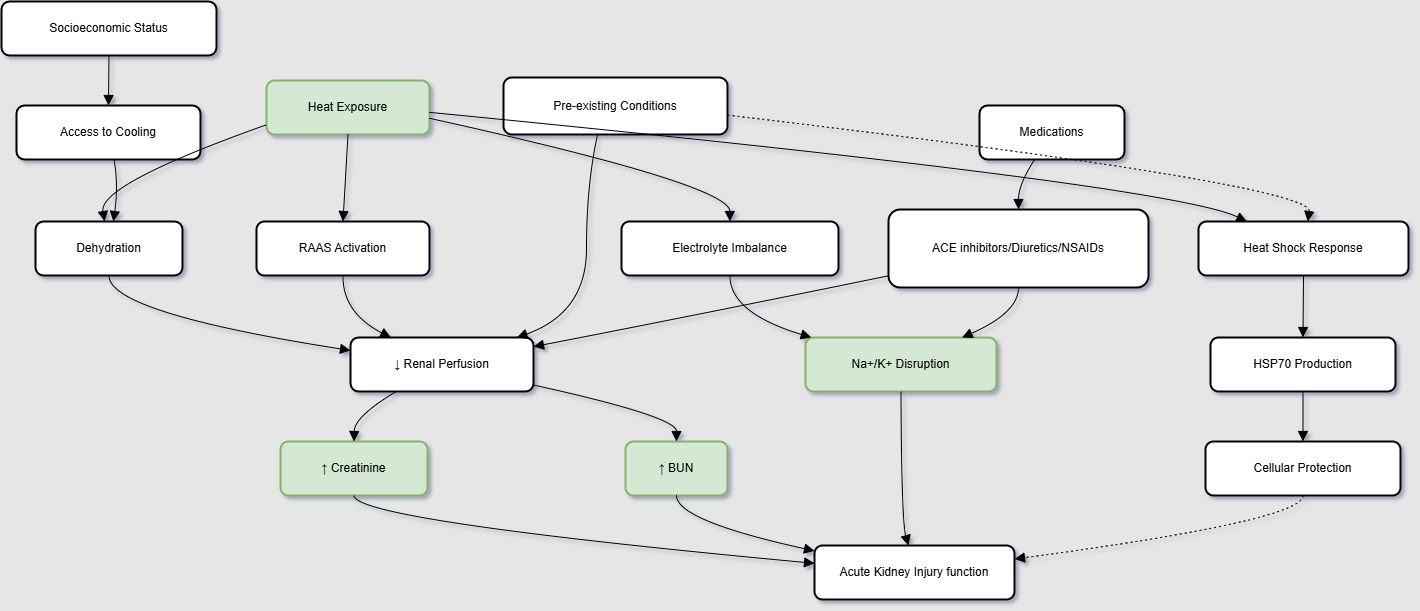 Socioeconomic Status
Heat Exposure
Pre-existing Conditions
Access to Cooling
Medications
Dehydration
RAAS Activation
Electrolyte Imbalance
ACE inhibitors/Diuretics/NSAIDs
Heat Shock Response
↓ Renal Perfusion
Na+/K+ Disruption
HSP70 Production
↑ Creatinine
↑ BUN
Cellular Protection
Acute Kidney Injury function